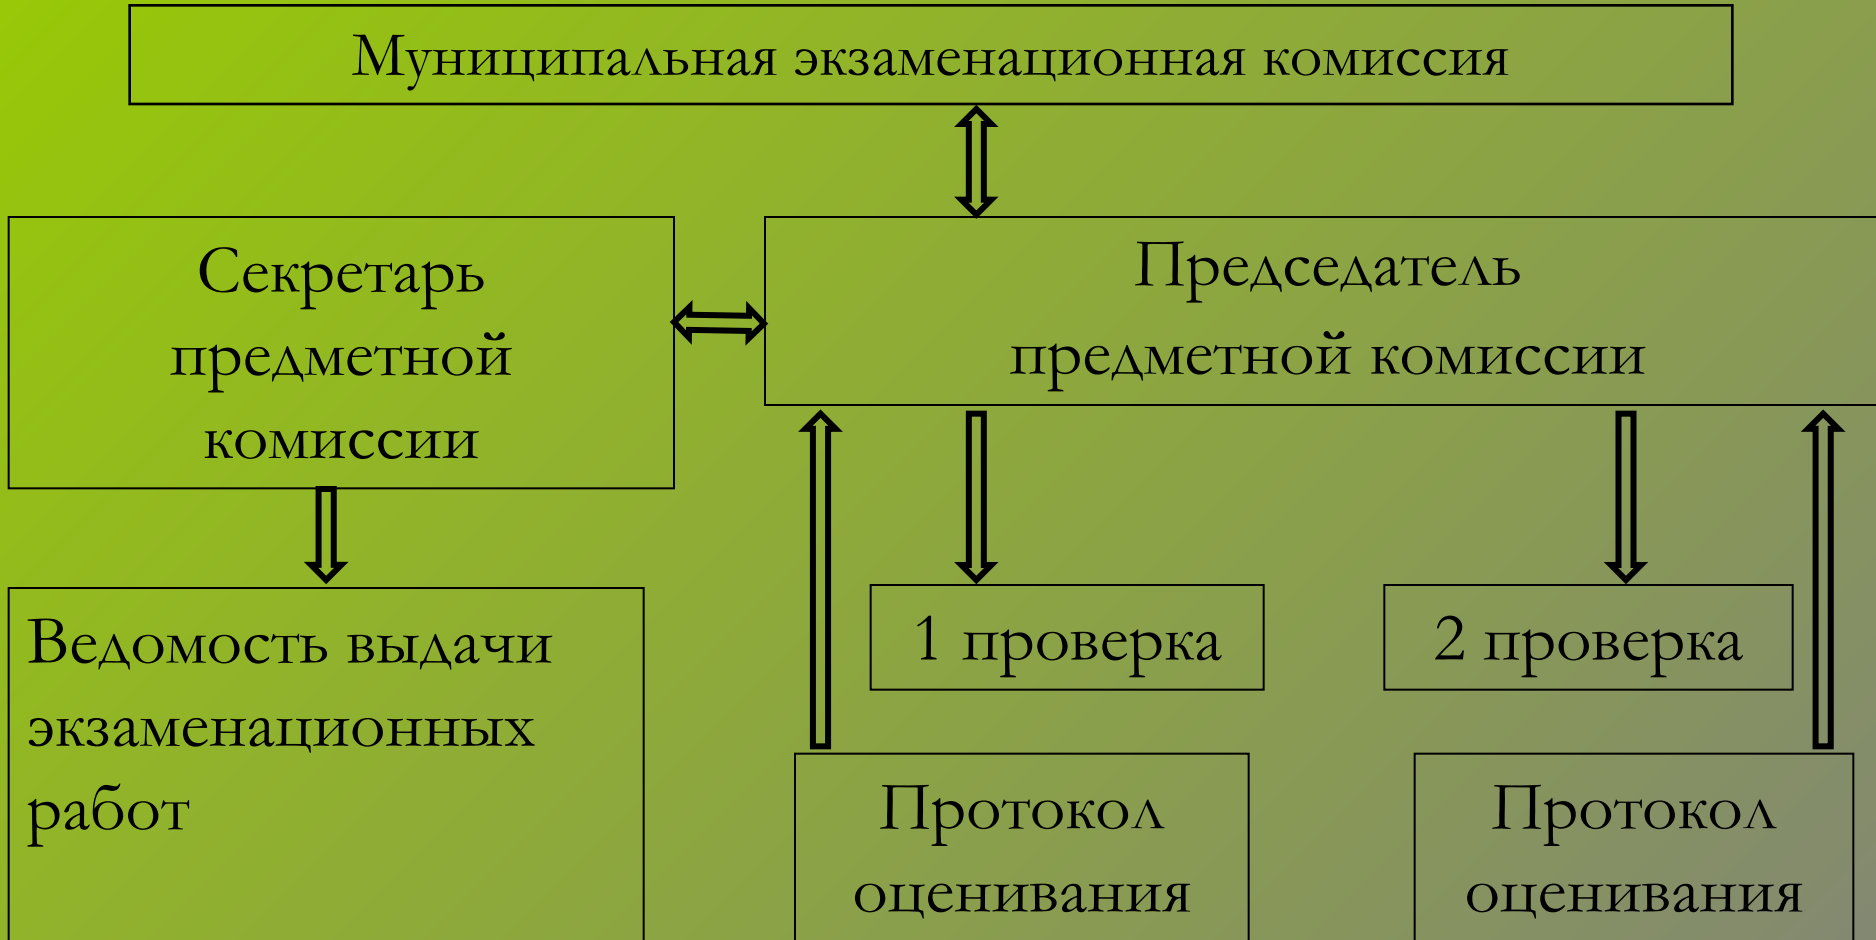 Муниципальная экзаменационная комиссия
Секретарь
предметной
комиссии
Председатель
предметной комиссии
Ведомость выдачи
экзаменационных
работ
1 проверка
2 проверка
Протокол
оценивания
Протокол
оценивания